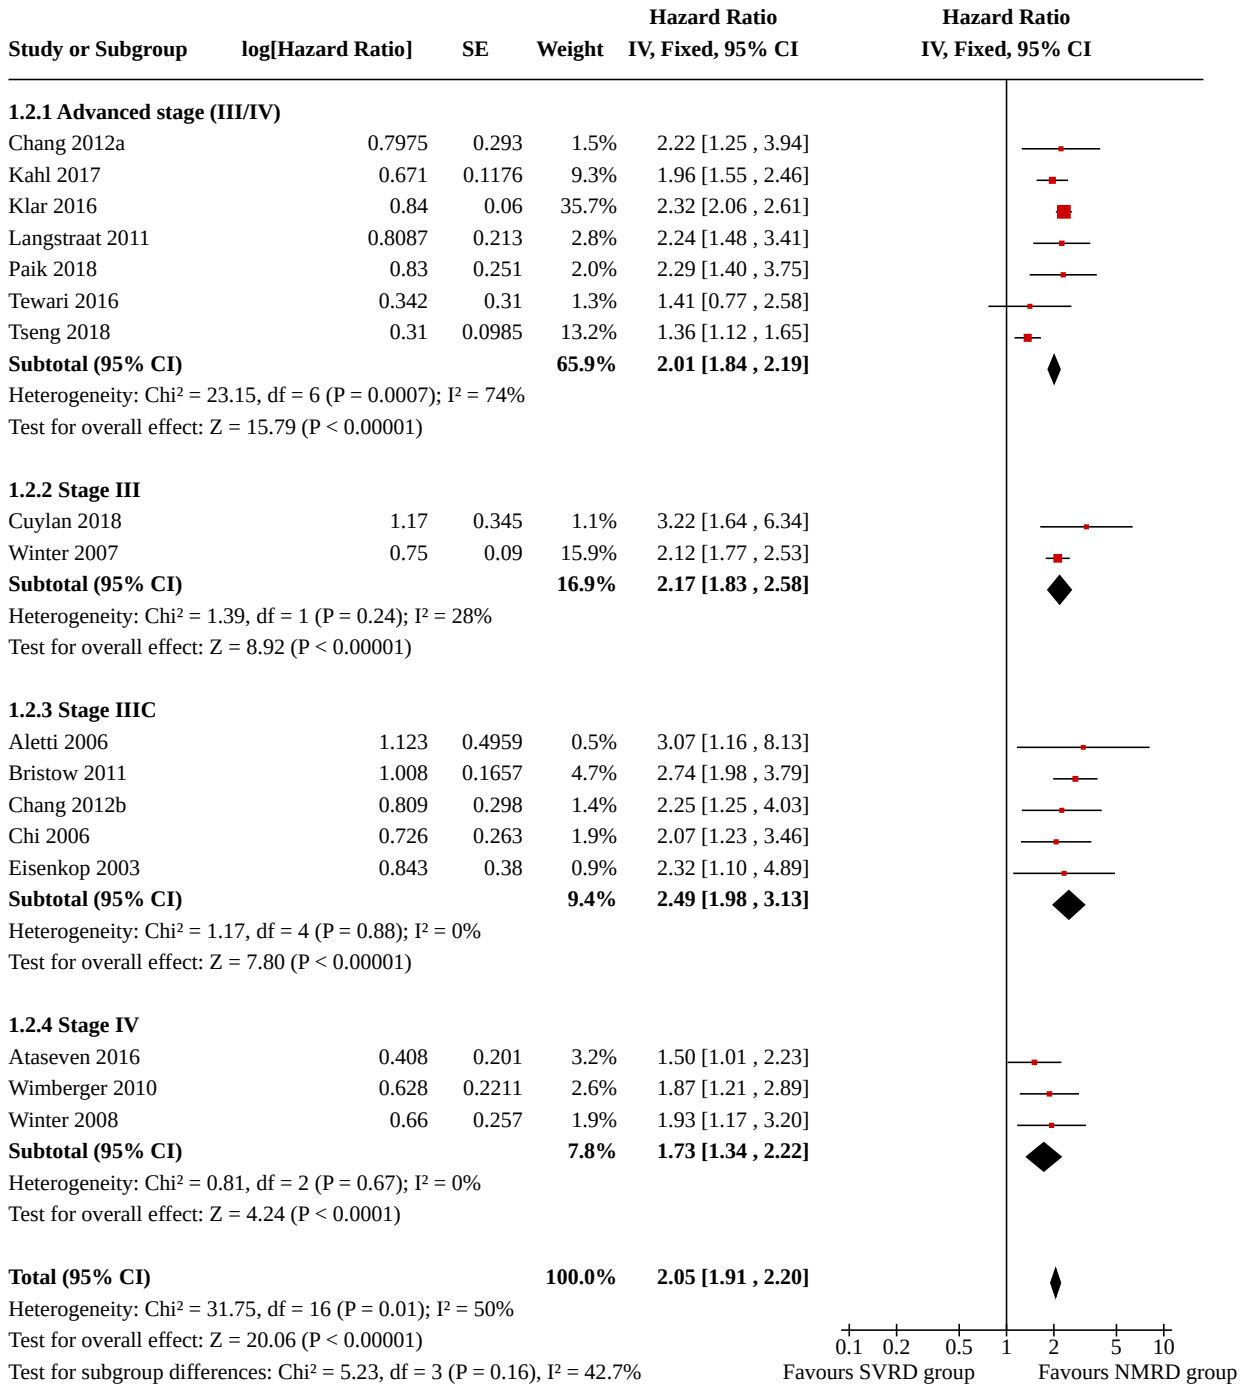 Hazard Ratio Hazard Ratio
Study or Subgroup log[Hazard Ratio] SE Weight IV, Fixed, 95% CI IV, Fixed, 95% CI
1.2.1 Advanced stage (III/IV)
Chang 2012a 0.7975 0.293 1.5% 2.22 [1.25 , 3.94]
Kahl 2017 0.671 0.1176 9.3% 1.96 [1.55 , 2.46]
Klar 2016 0.84 0.06 35.7% 2.32 [2.06 , 2.61]
Langstraat 2011 0.8087 0.213 2.8% 2.24 [1.48 , 3.41]
Paik 2018 0.83 0.251 2.0% 2.29 [1.40 , 3.75]
Tewari 2016 0.342 0.31 1.3% 1.41 [0.77 , 2.58]
Tseng 2018 0.31 0.0985 13.2% 1.36 [1.12 , 1.65]
Subtotal (95% CI) 65.9% 2.01 [1.84 , 2.19]
Heterogeneity: Chi² = 23.15, df = 6 (P = 0.0007); I² = 74%
Test for overall effect: Z = 15.79 (P < 0.00001)
1.2.2 Stage III
Cuylan 2018 1.17 0.345 1.1% 3.22 [1.64 , 6.34]
Winter 2007 0.75 0.09 15.9% 2.12 [1.77 , 2.53]
Subtotal (95% CI) 16.9% 2.17 [1.83 , 2.58]
Heterogeneity: Chi² = 1.39, df = 1 (P = 0.24); I² = 28%
Test for overall effect: Z = 8.92 (P < 0.00001)
1.2.3 Stage IIIC
Aletti 2006 1.123 0.4959 0.5% 3.07 [1.16 , 8.13]
Bristow 2011 1.008 0.1657 4.7% 2.74 [1.98 , 3.79]
Chang 2012b 0.809 0.298 1.4% 2.25 [1.25 , 4.03]
Chi 2006 0.726 0.263 1.9% 2.07 [1.23 , 3.46]
Eisenkop 2003 0.843 0.38 0.9% 2.32 [1.10 , 4.89]
Subtotal (95% CI) 9.4% 2.49 [1.98 , 3.13]
Heterogeneity: Chi² = 1.17, df = 4 (P = 0.88); I² = 0%
Test for overall effect: Z = 7.80 (P < 0.00001)
1.2.4 Stage IV
Ataseven 2016 0.408 0.201 3.2% 1.50 [1.01 , 2.23]
Wimberger 2010 0.628 0.2211 2.6% 1.87 [1.21 , 2.89]
Winter 2008 0.66 0.257 1.9% 1.93 [1.17 , 3.20]
Subtotal (95% CI) 7.8% 1.73 [1.34 , 2.22]
Heterogeneity: Chi² = 0.81, df = 2 (P = 0.67); I² = 0%
Test for overall effect: Z = 4.24 (P < 0.0001)
Total (95% CI) 100.0% 2.05 [1.91 , 2.20]
Heterogeneity: Chi² = 31.75, df = 16 (P = 0.01); I² = 50%
Test for overall effect: Z = 20.06 (P < 0.00001)
0.1 0.2 0.5 1 2 5 10
Test for subgroup differences: Chi² = 5.23, df = 3 (P = 0.16), I² = 42.7% Favours SVRD group Favours NMRD group